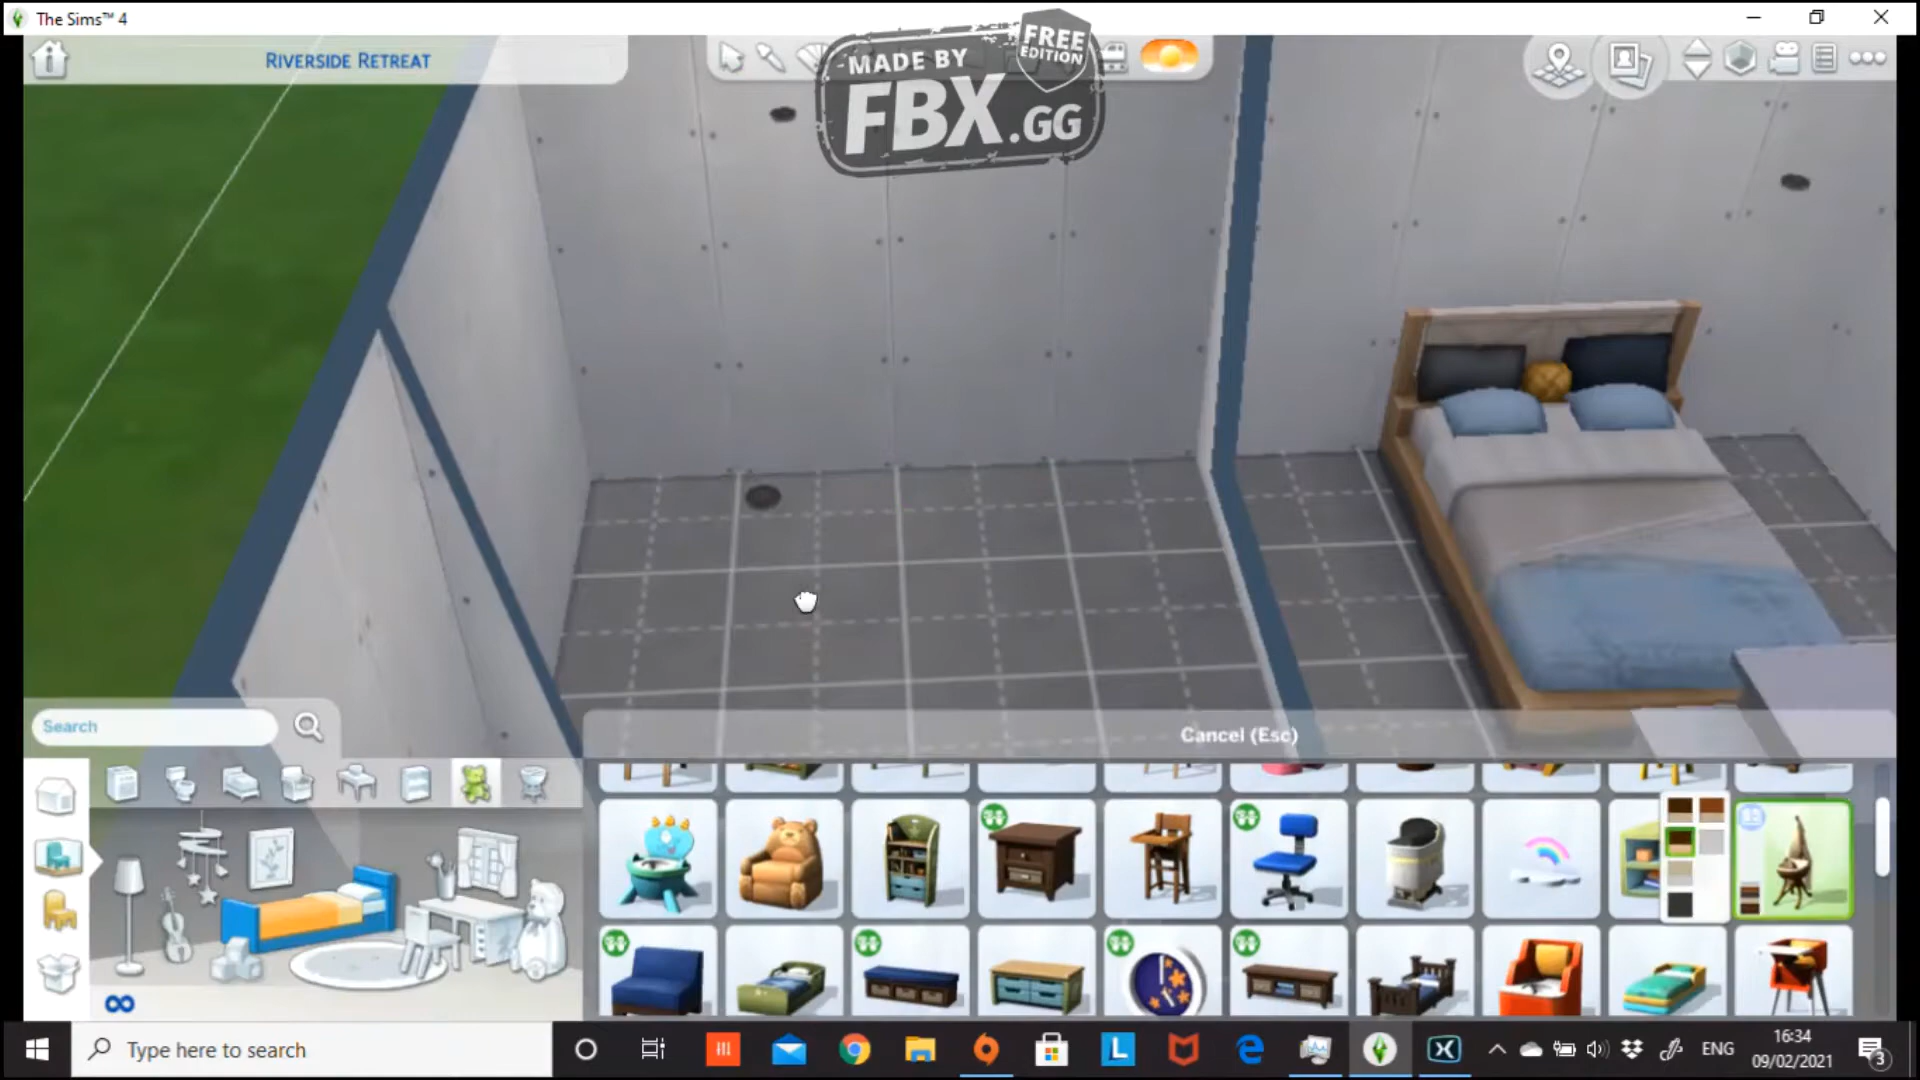 The Sims™ 4
RIVERSIDE RETREAT
MADE BY
FREE
EDITION
FBX.GG
Search
Cancel (Esc)
Type here to search
ENG
16:34
09/02/2021
3